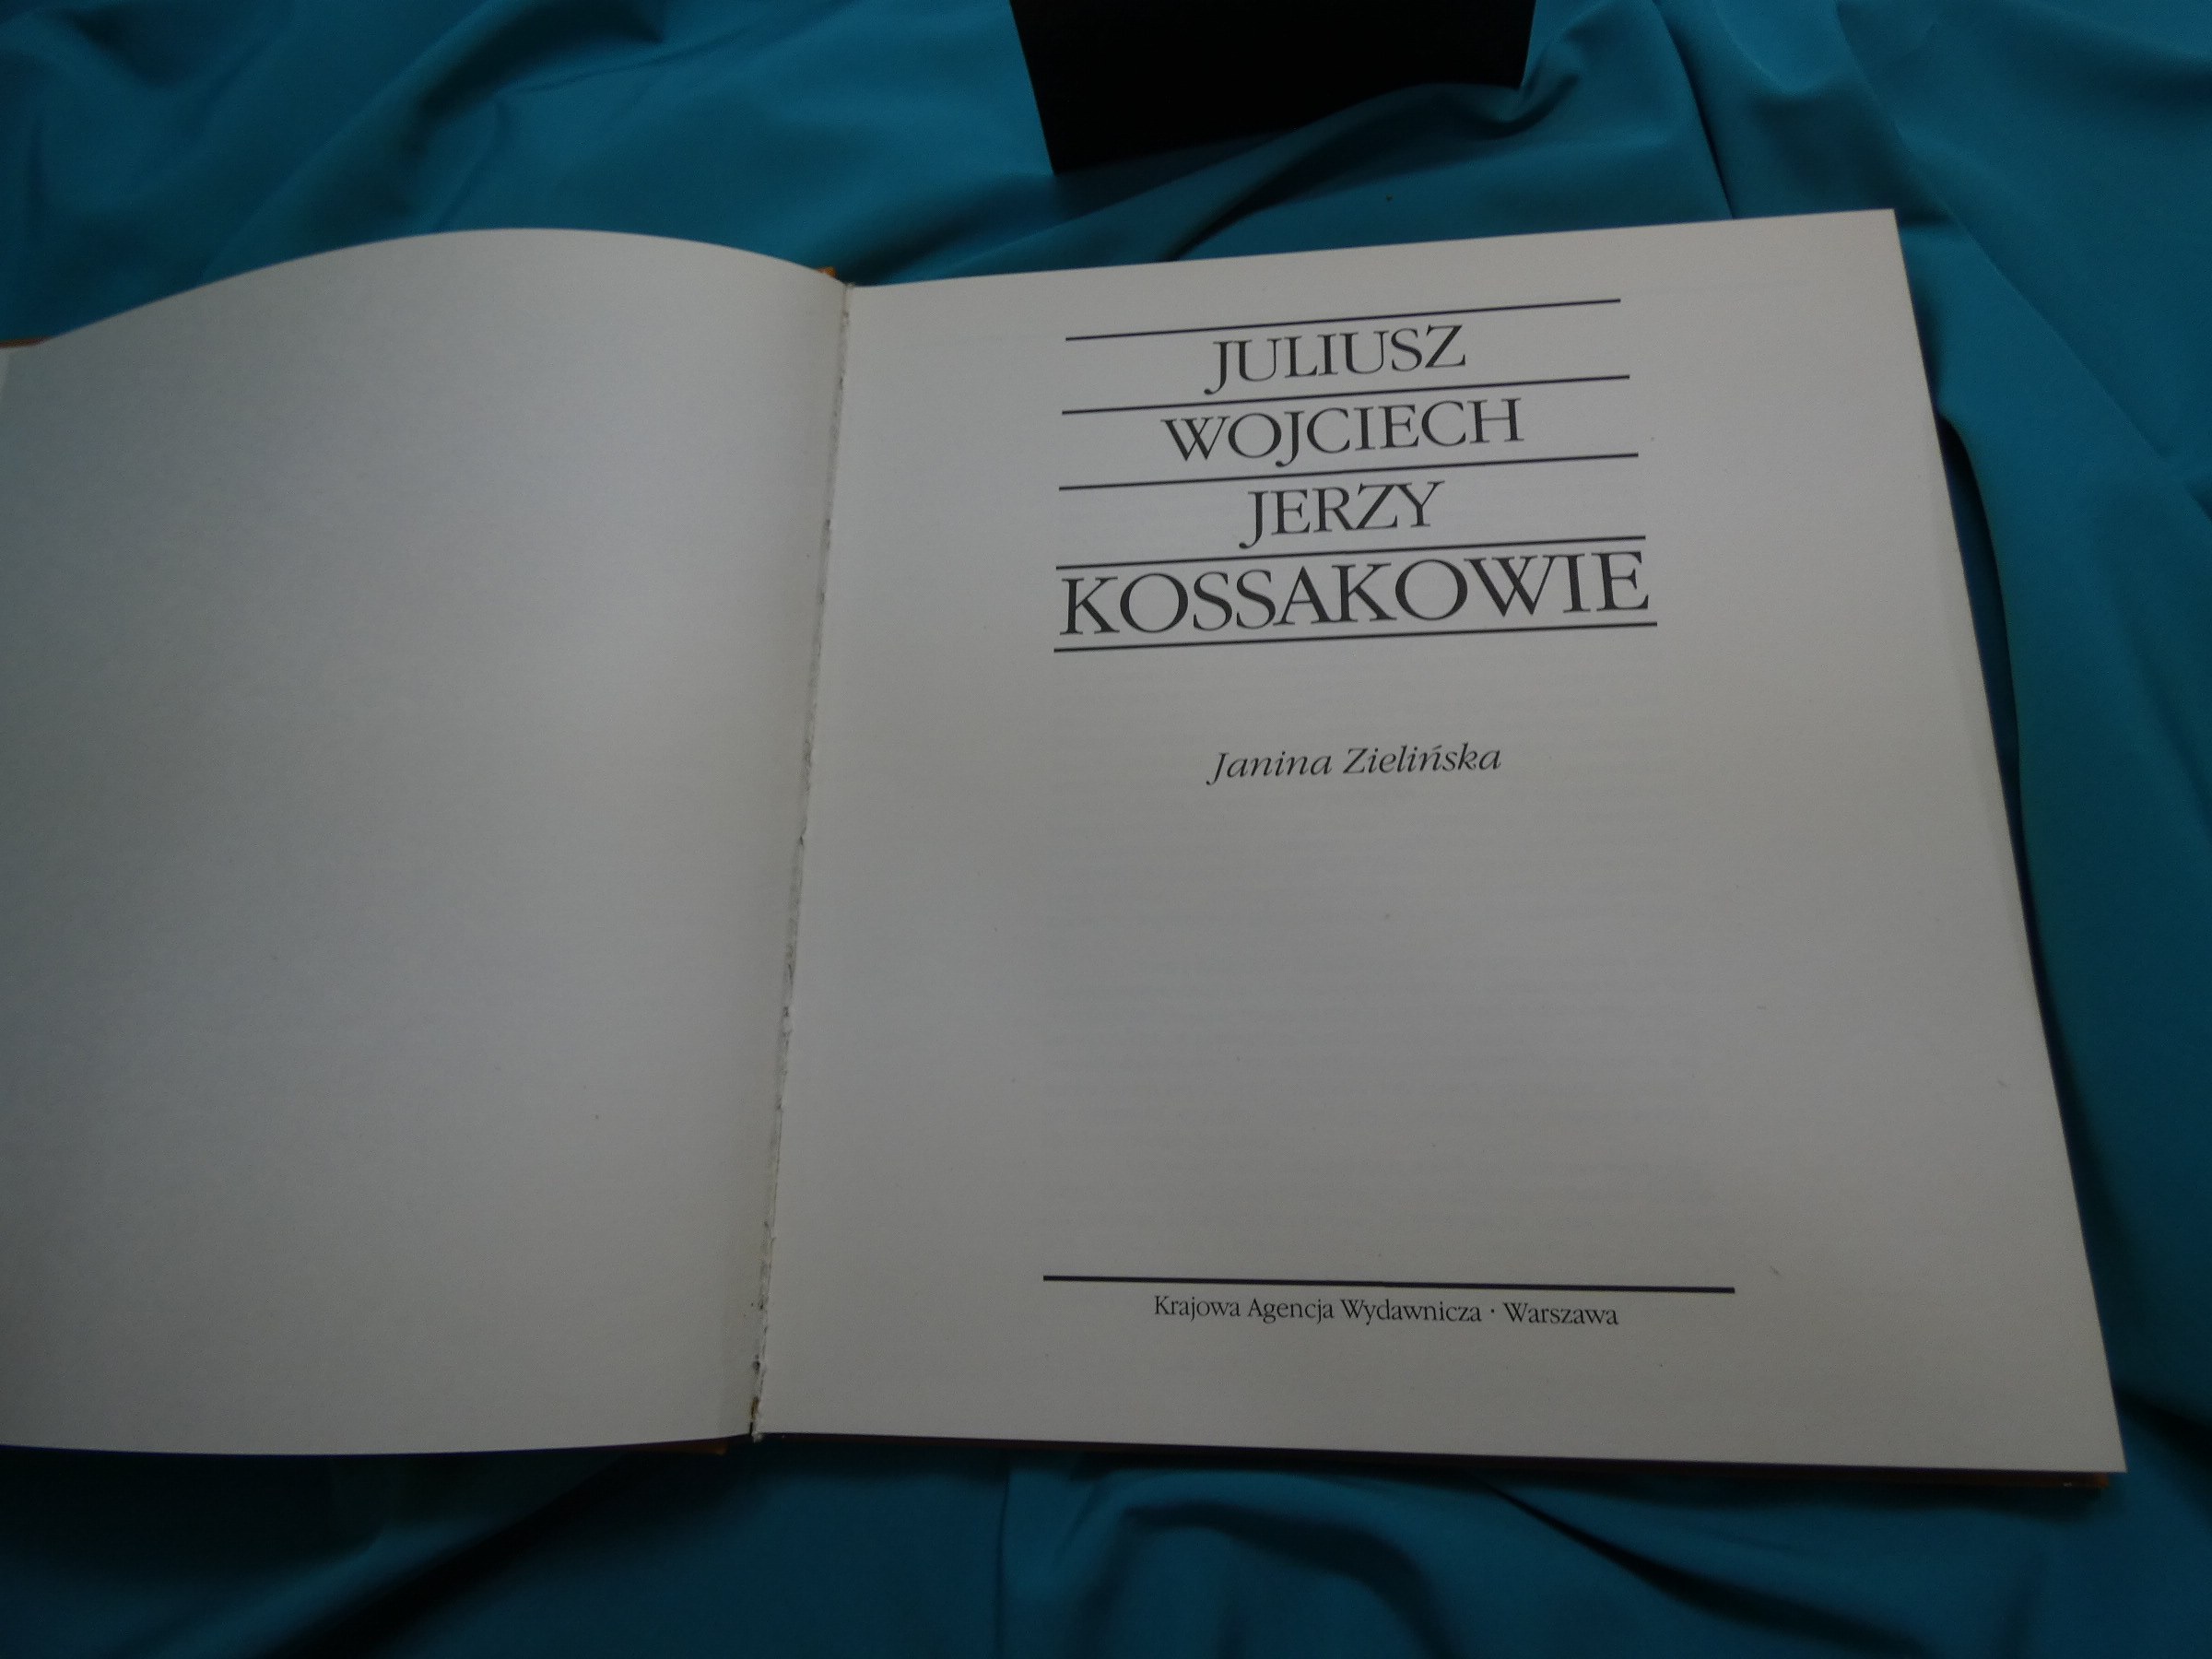 JULIUSZ
WOJCIECH
JERZY
KOSSAKOWIE
Janina Zielińska
Krajowa Agencja Wydawnicza · Warszawa